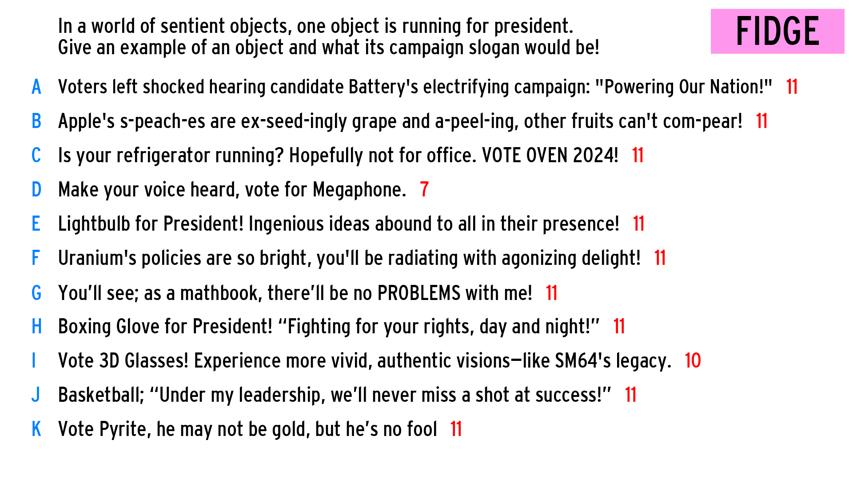 In a world of sentient objects, one object is running for president.
Give an example of an object and what its campaign slogan would be!
FIDGE
A Voters left shocked hearing candidate Battery's electrifying campaign: "Powering Our Nation!" 11
B Apple's s-peach-es are ex-seed-ingly grape and a-peel-ing, other fruits can't com-pear! 11
C Is your refrigerator running? Hopefully not for office. VOTE OVEN 2024! 11
D Make your voice heard, vote for Megaphone. 7
E Lightbulb for President! Ingenious ideas abound to all in their presence! 11
F Uranium's policies are so bright, you'll be radiating with agonizing delight! 11
G You’ll see; as a mathbook, there’ll be no PROBLEMS with me! 11
H Boxing Glove for President! “Fighting for your rights, day and night!” 11
I Vote 3D Glasses! Experience more vivid, authentic visions—like SM64's legacy. 10
J Basketball; “Under my leadership, we’ll never miss a shot at success!” 11
K Vote Pyrite, he may not be gold, but he’s no fool 11